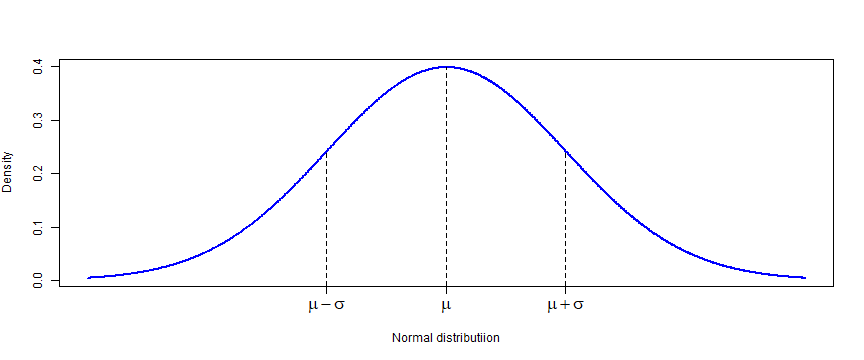 Density
0.4
0.3
0.2
0.1
0.0
μ−σ
μ
μ+σ
Normal distributiion